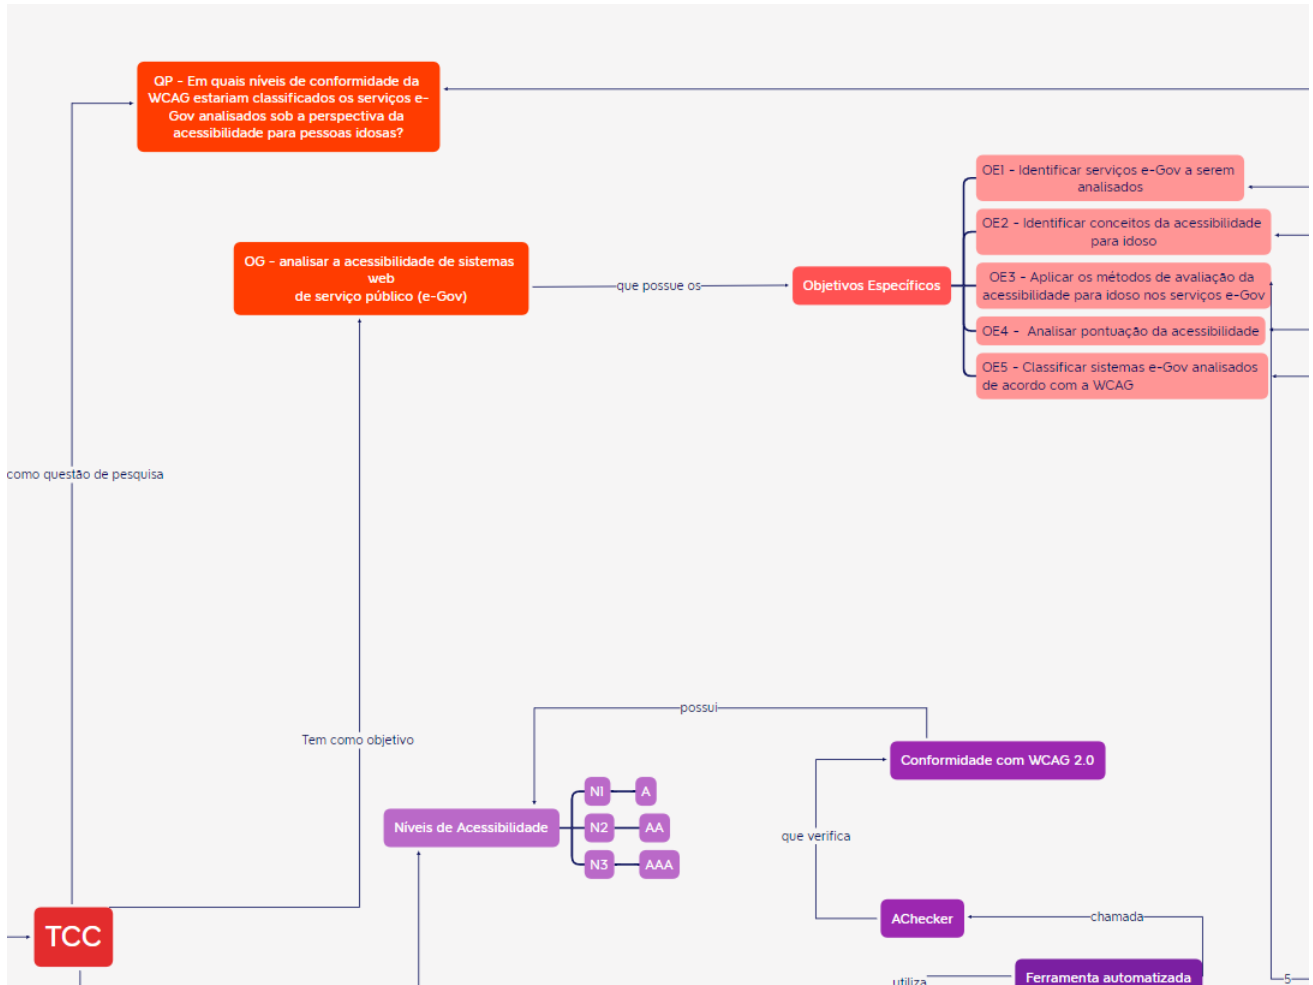 QP - Em quais níveis de conformidade da
WCAG estariam classificados os serviços e-
Gov analisados sob a perspectiva da
acessibilidade para pessoas idosas?
OE1 - Identificar serviços e-Gov a serem
analisados
OE2 - Identificar conceitos da acessibilidade
para idoso
OG - analisar a acessibilidade de sistemas
web
de serviço público (e-Gov)
que possue os
Objetivos Específicos
OE3 - Aplicar os métodos de avaliação da
acessibilidade para idoso nos serviços e-Gov
OE4 - Analisar pontuação da acessibilidade
OE5 - Classificar sistemas e-Gov analisados
de acordo com a WCAG
como questão de pesquisa
possui
Tem como objetivo
Conformidade com WCAG 2.0
N1
A
Níveis de Acessibilidade
N2
AA
que verifica
N3
AAA
AChecker
chamada
TCC
Ferramenta automatizada
utiliza
5